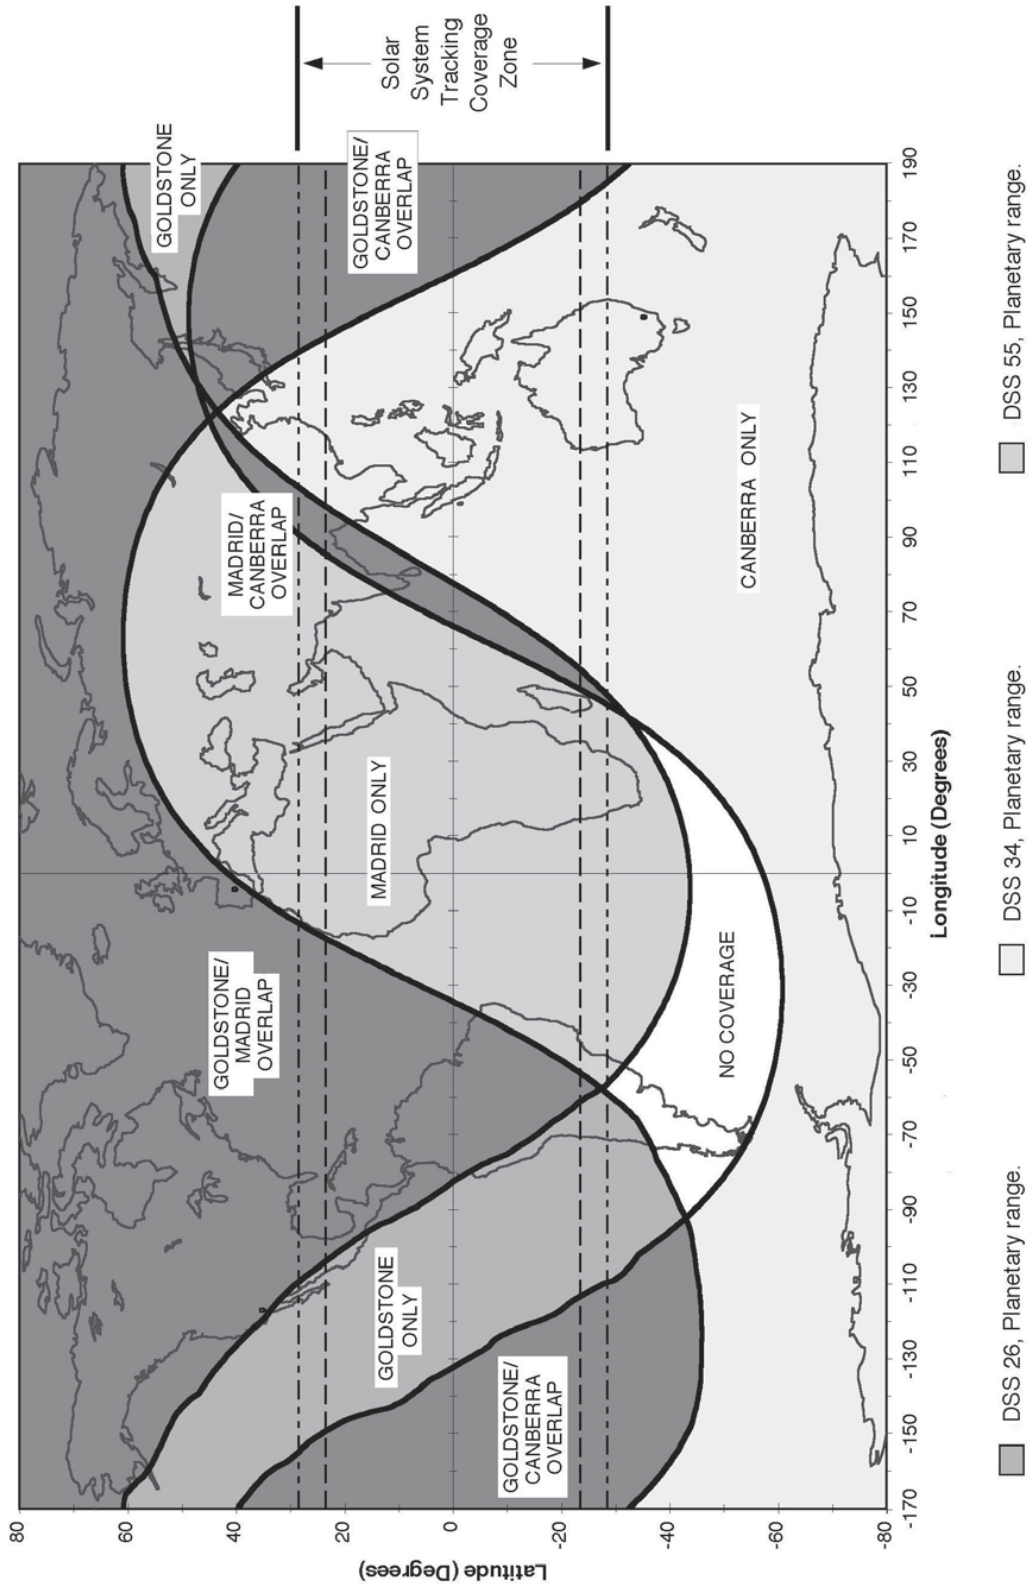 Solar
System
Tracking
Coverage
Zone
GOLDSTONE
ONLY
GOLDSTONE/
CANBERRA
OVERLAP
MADRID/
CANBERRA
OVERLAP
CANBERRA ONLY
MADRID ONLY
GOLDSTONE/
MADRID
OVERLAP
NO COVERAGE
GOLDSTONE
ONLY
GOLDSTONE/
CANBERRA
OVERLAP
80
60
40
20
0
-20
-40
-60
-80
Latitude (Degrees)
-170
-150
-130
-110
-90
-70
-50
-30
-10
10
30
50
70
90
110
130
150
170
190
Longitude (Degrees)
DSS 26, Planetary range.
DSS 34, Planetary range.
DSS 55, Planetary range.